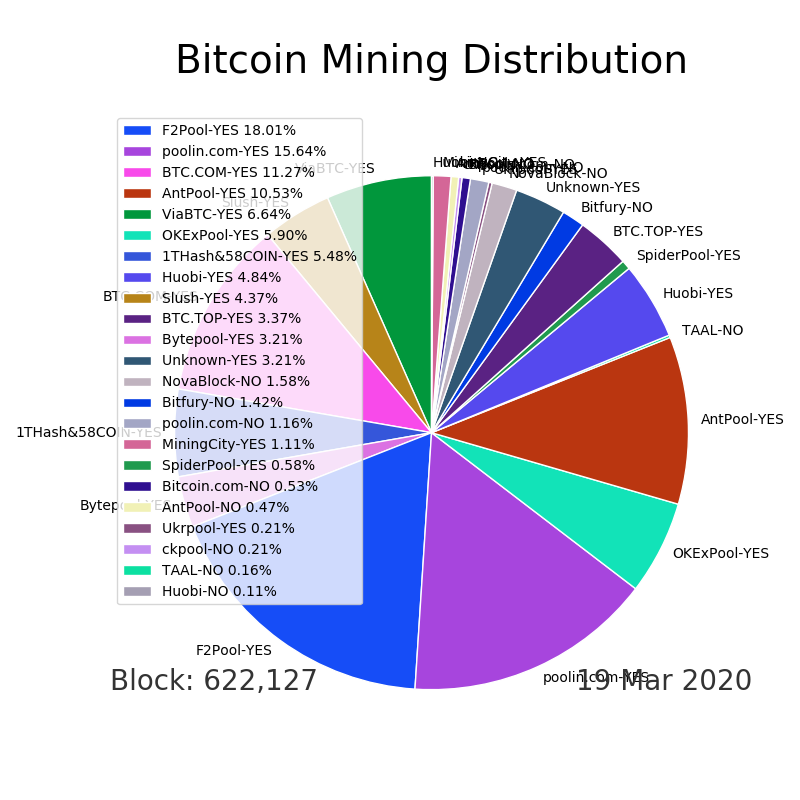 Bitcoin Mining Distribution
F2Pool-YES 18.01%
poolin.com-YES 15.64%
BTC.COM-YES 11.27%
AntPool-YES 10.53%
ViaBTC-YES 6.64%
OKExPool-YES 5.90%
1THash&58COIN-YES 5.48%
Huobi-YES 4.84%
Slush-YES 4.37%
BTC.TOP-YES 3.37%
Bytepool-YES 3.21%
Unknown-YES 3.21%
NovaBlock-NO 1.58%
Bitfury-NO 1.42%
poolin.com-NO 1.16%
MiningCity-YES 1.11%
SpiderPool-YES 0.58%
Bitcoin.com-NO 0.53%
AntPool-NO 0.47%
Ukrpool-YES 0.21%
ckpool-NO 0.21%
TAAL-NO 0.16%
Huobi-NO 0.11%
ViaBTC-YES
Slush-YES
BTC.COM-YES
1THash&58COIN-YES
Bytepool-YES
F2Pool-YES
poolin.com-YES
OKExPool-YES
AntPool-YES
TAAL-NO
Huobi-YES
SpiderPool-YES
BTC.TOP-YES
Bitfury-NO
Unknown-YES
NovaBlock-NO
Block: 622,127
19 Mar 2020